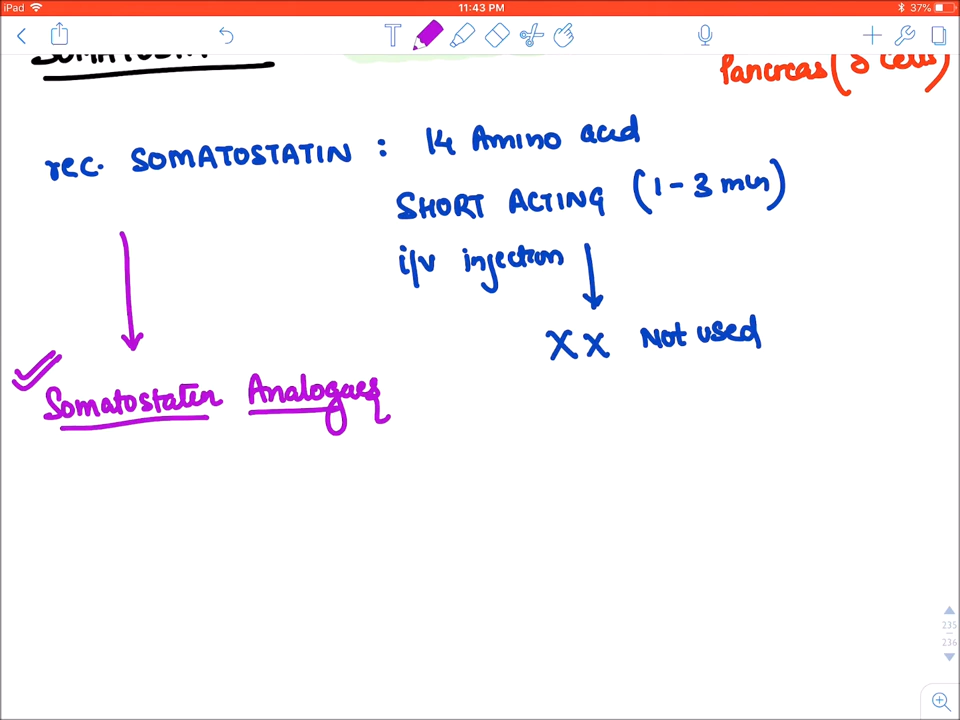 iPad 11:43 PM 37%
T
Pancreas (δ cells)
rec. SOMATOSTATIN : 14 Amino acid
SHORT ACTING (1-3 min)
i/v injection
XX Not used
Somatostatin Analogues
235
236